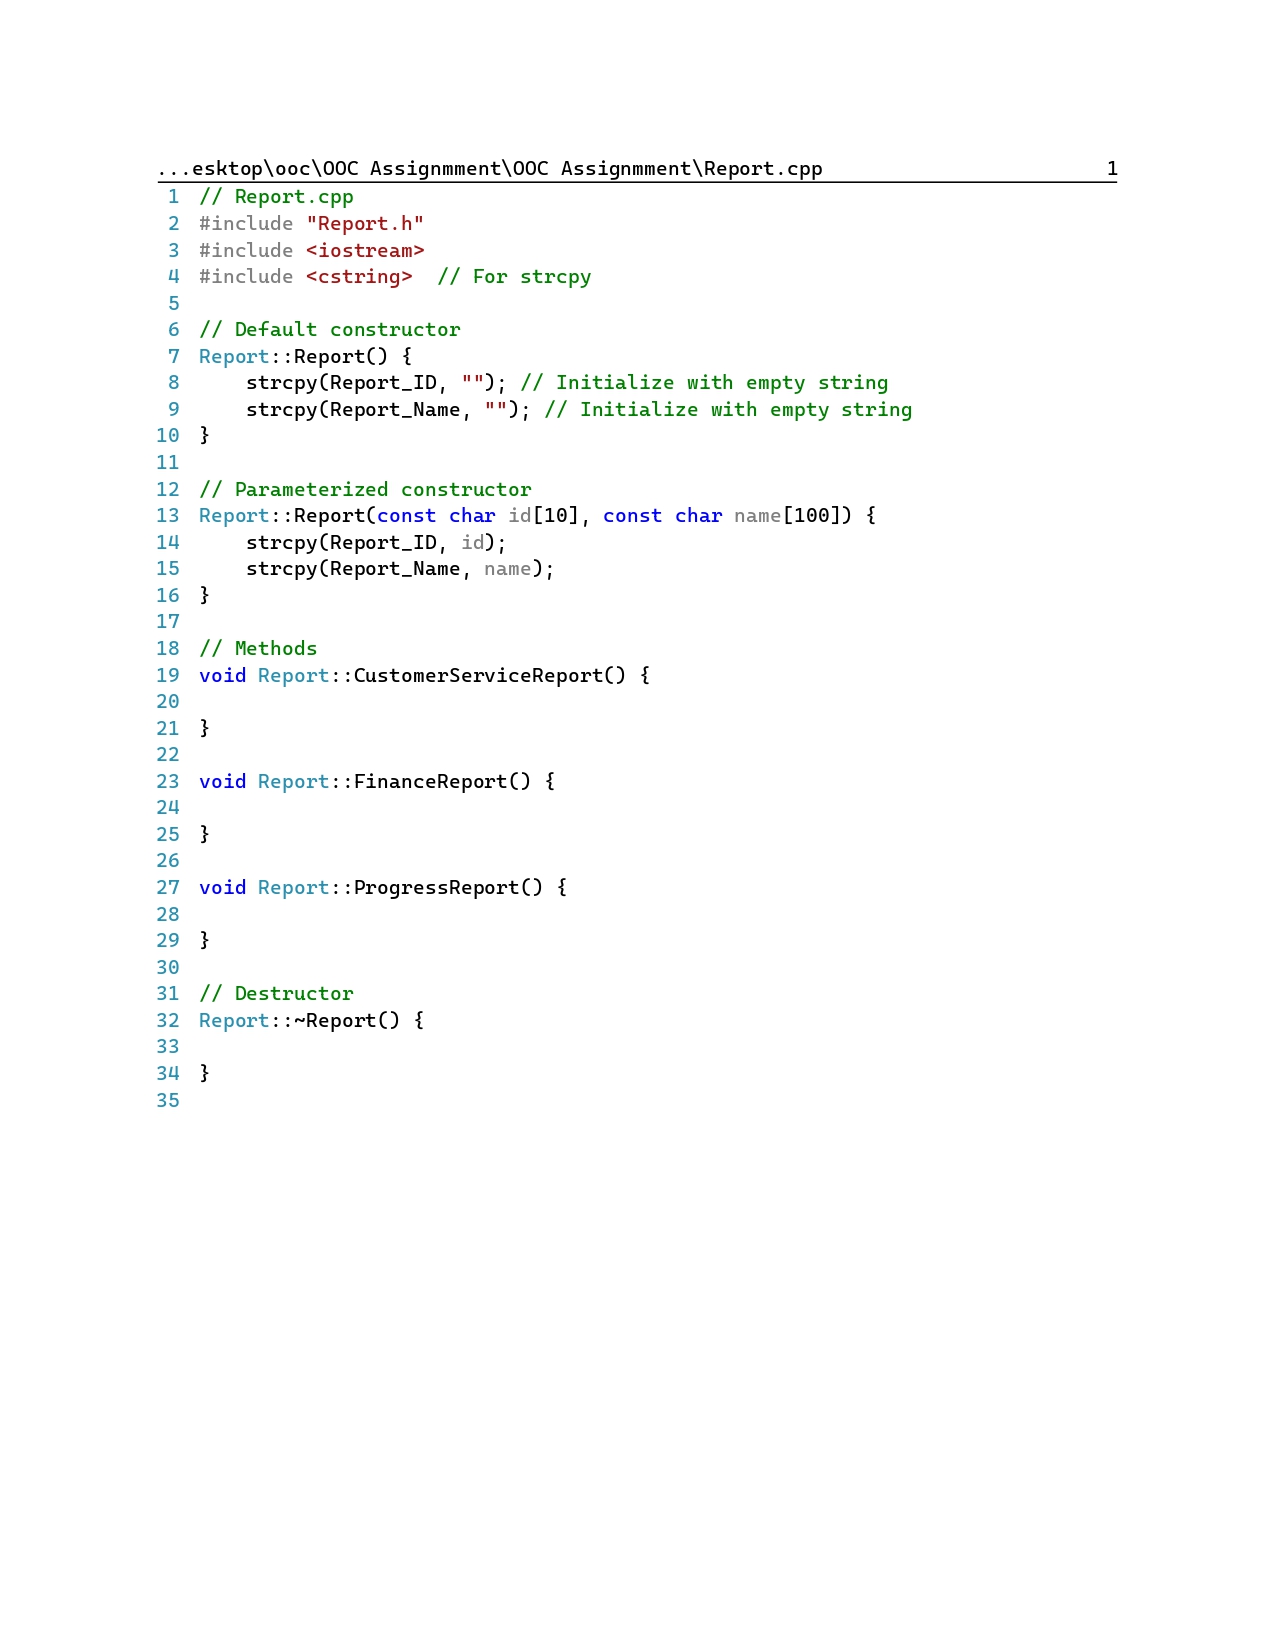 ...esktop\ooc\OOC Assignmment\OOC Assignmment\Report.cpp 1
1 // Report.cpp
2 #include "Report.h"
3 #include <iostream>
4 #include <cstring>  // For strcpy
5
6 // Default constructor
7 Report::Report() {
8     strcpy(Report_ID, ""); // Initialize with empty string
9     strcpy(Report_Name, ""); // Initialize with empty string
10 }
11
12 // Parameterized constructor
13 Report::Report(const char id[10], const char name[100]) {
14     strcpy(Report_ID, id);
15     strcpy(Report_Name, name);
16 }
17
18 // Methods
19 void Report::CustomerServiceReport() {
20
21 }
22
23 void Report::FinanceReport() {
24
25 }
26
27 void Report::ProgressReport() {
28
29 }
30
31 // Destructor
32 Report::~Report() {
33
34 }
35